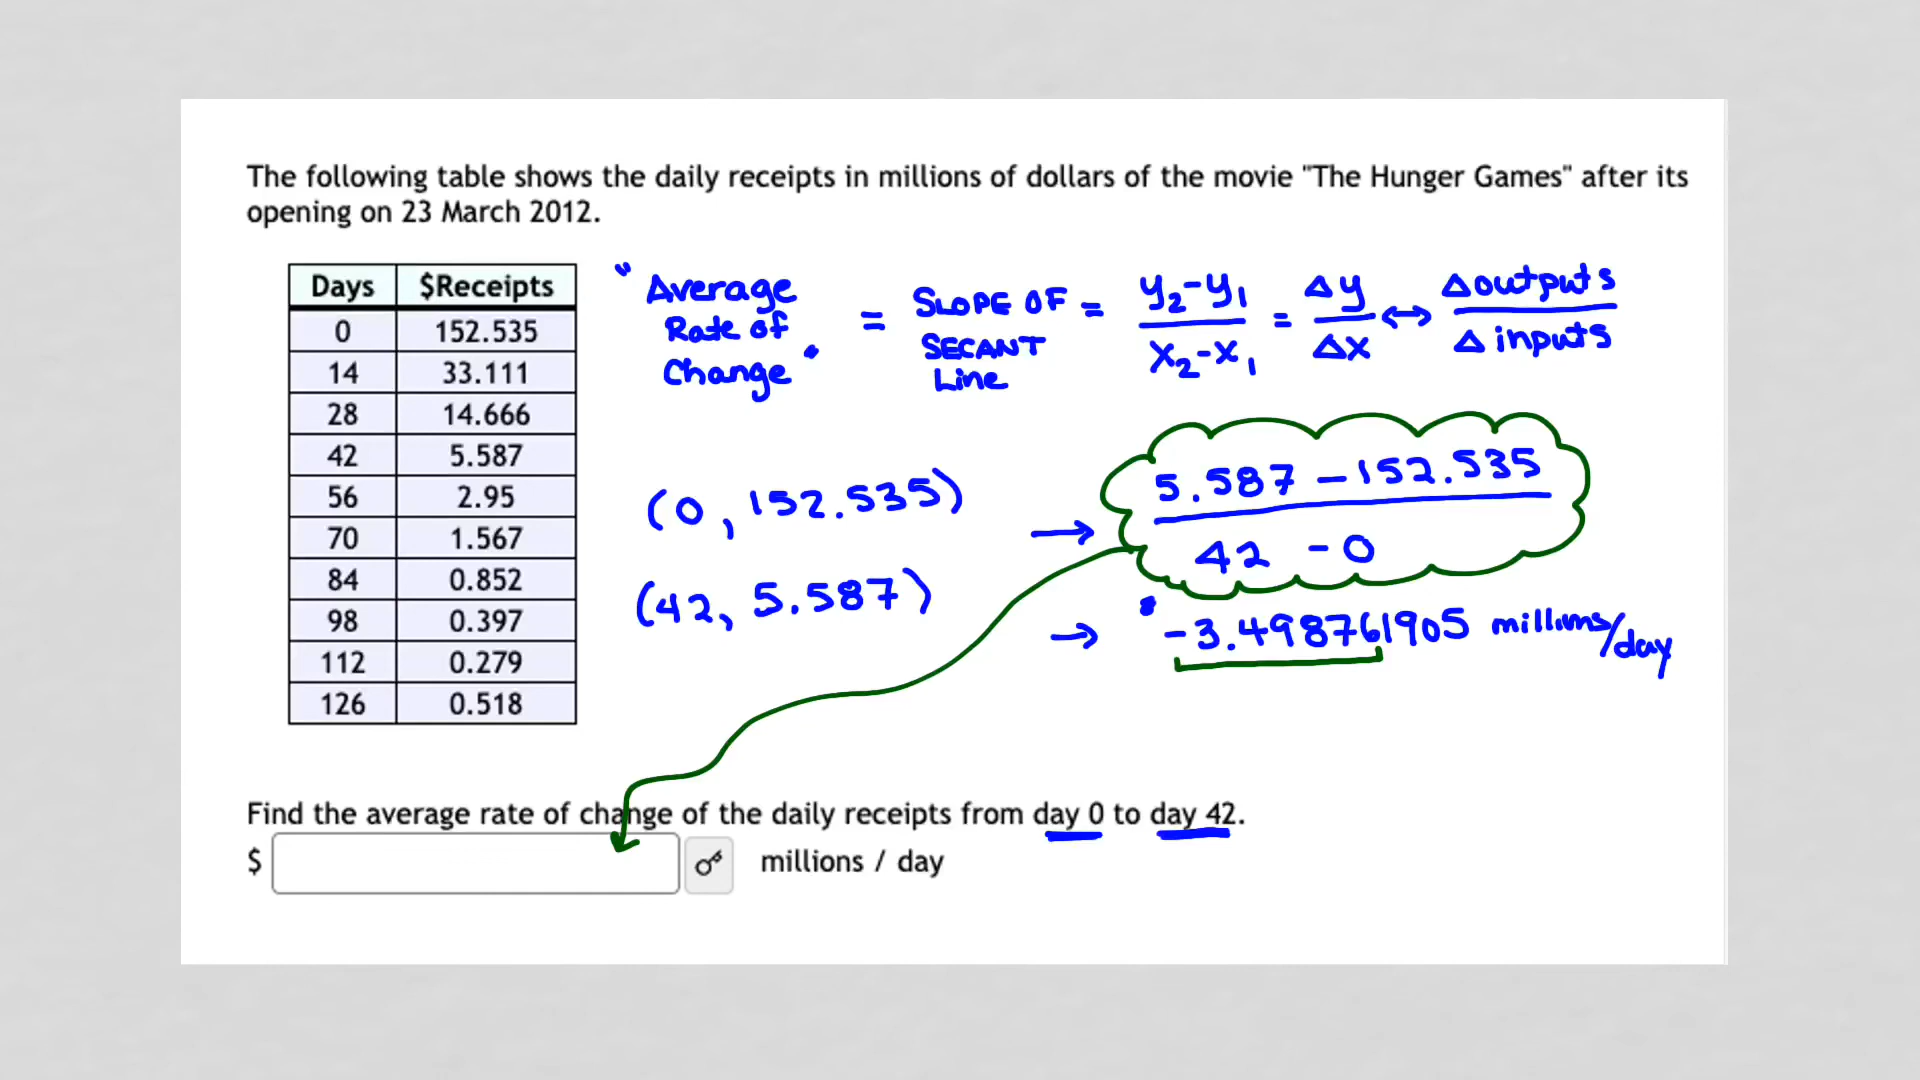 The following table shows the daily receipts in millions of dollars of the movie "The Hunger Games" after its
opening on 23 March 2012.
Days $Receipts
0 152.535
14 33.111
28 14.666
42 5.587
56 2.95
70 1.567
84 0.852
98 0.397
112 0.279
126 0.518
"Average
Rate of
Change"
=
SLOPE OF
SECANT
Line
=
y₂-y₁
x₂-x₁
=
Δy
Δx
↔
Δoutputs
Δ inputs
(0, 152.535)
(42, 5.587)
→
5.587 - 152.535
42 - 0
→ -3.498761905 millions/day
Find the average rate of change of the daily receipts from day 0 to day 42.
$ millions / day